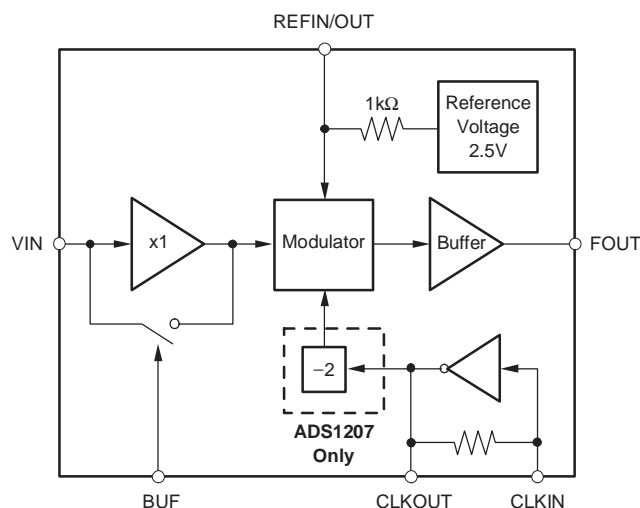 REFIN/OUT
1kΩ
Reference
Voltage
2.5V
VIN
x1
Modulator
Buffer
FOUT
−2
ADS1207
Only
BUF
CLKOUT
CLKIN